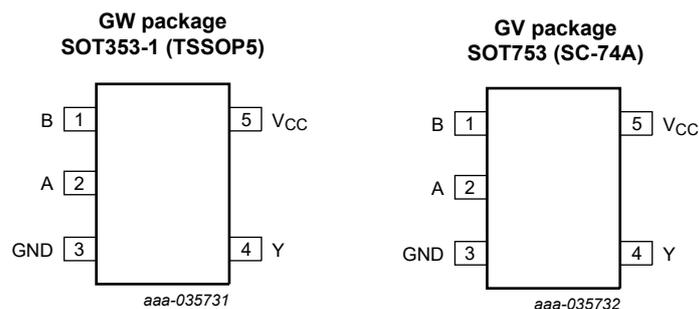 GW package
SOT353-1 (TSSOP5)
B 1
5 VCC
A 2
GND 3
4 Y
aaa-035731
GV package
SOT753 (SC-74A)
B 1
5 VCC
A 2
GND 3
4 Y
aaa-035732